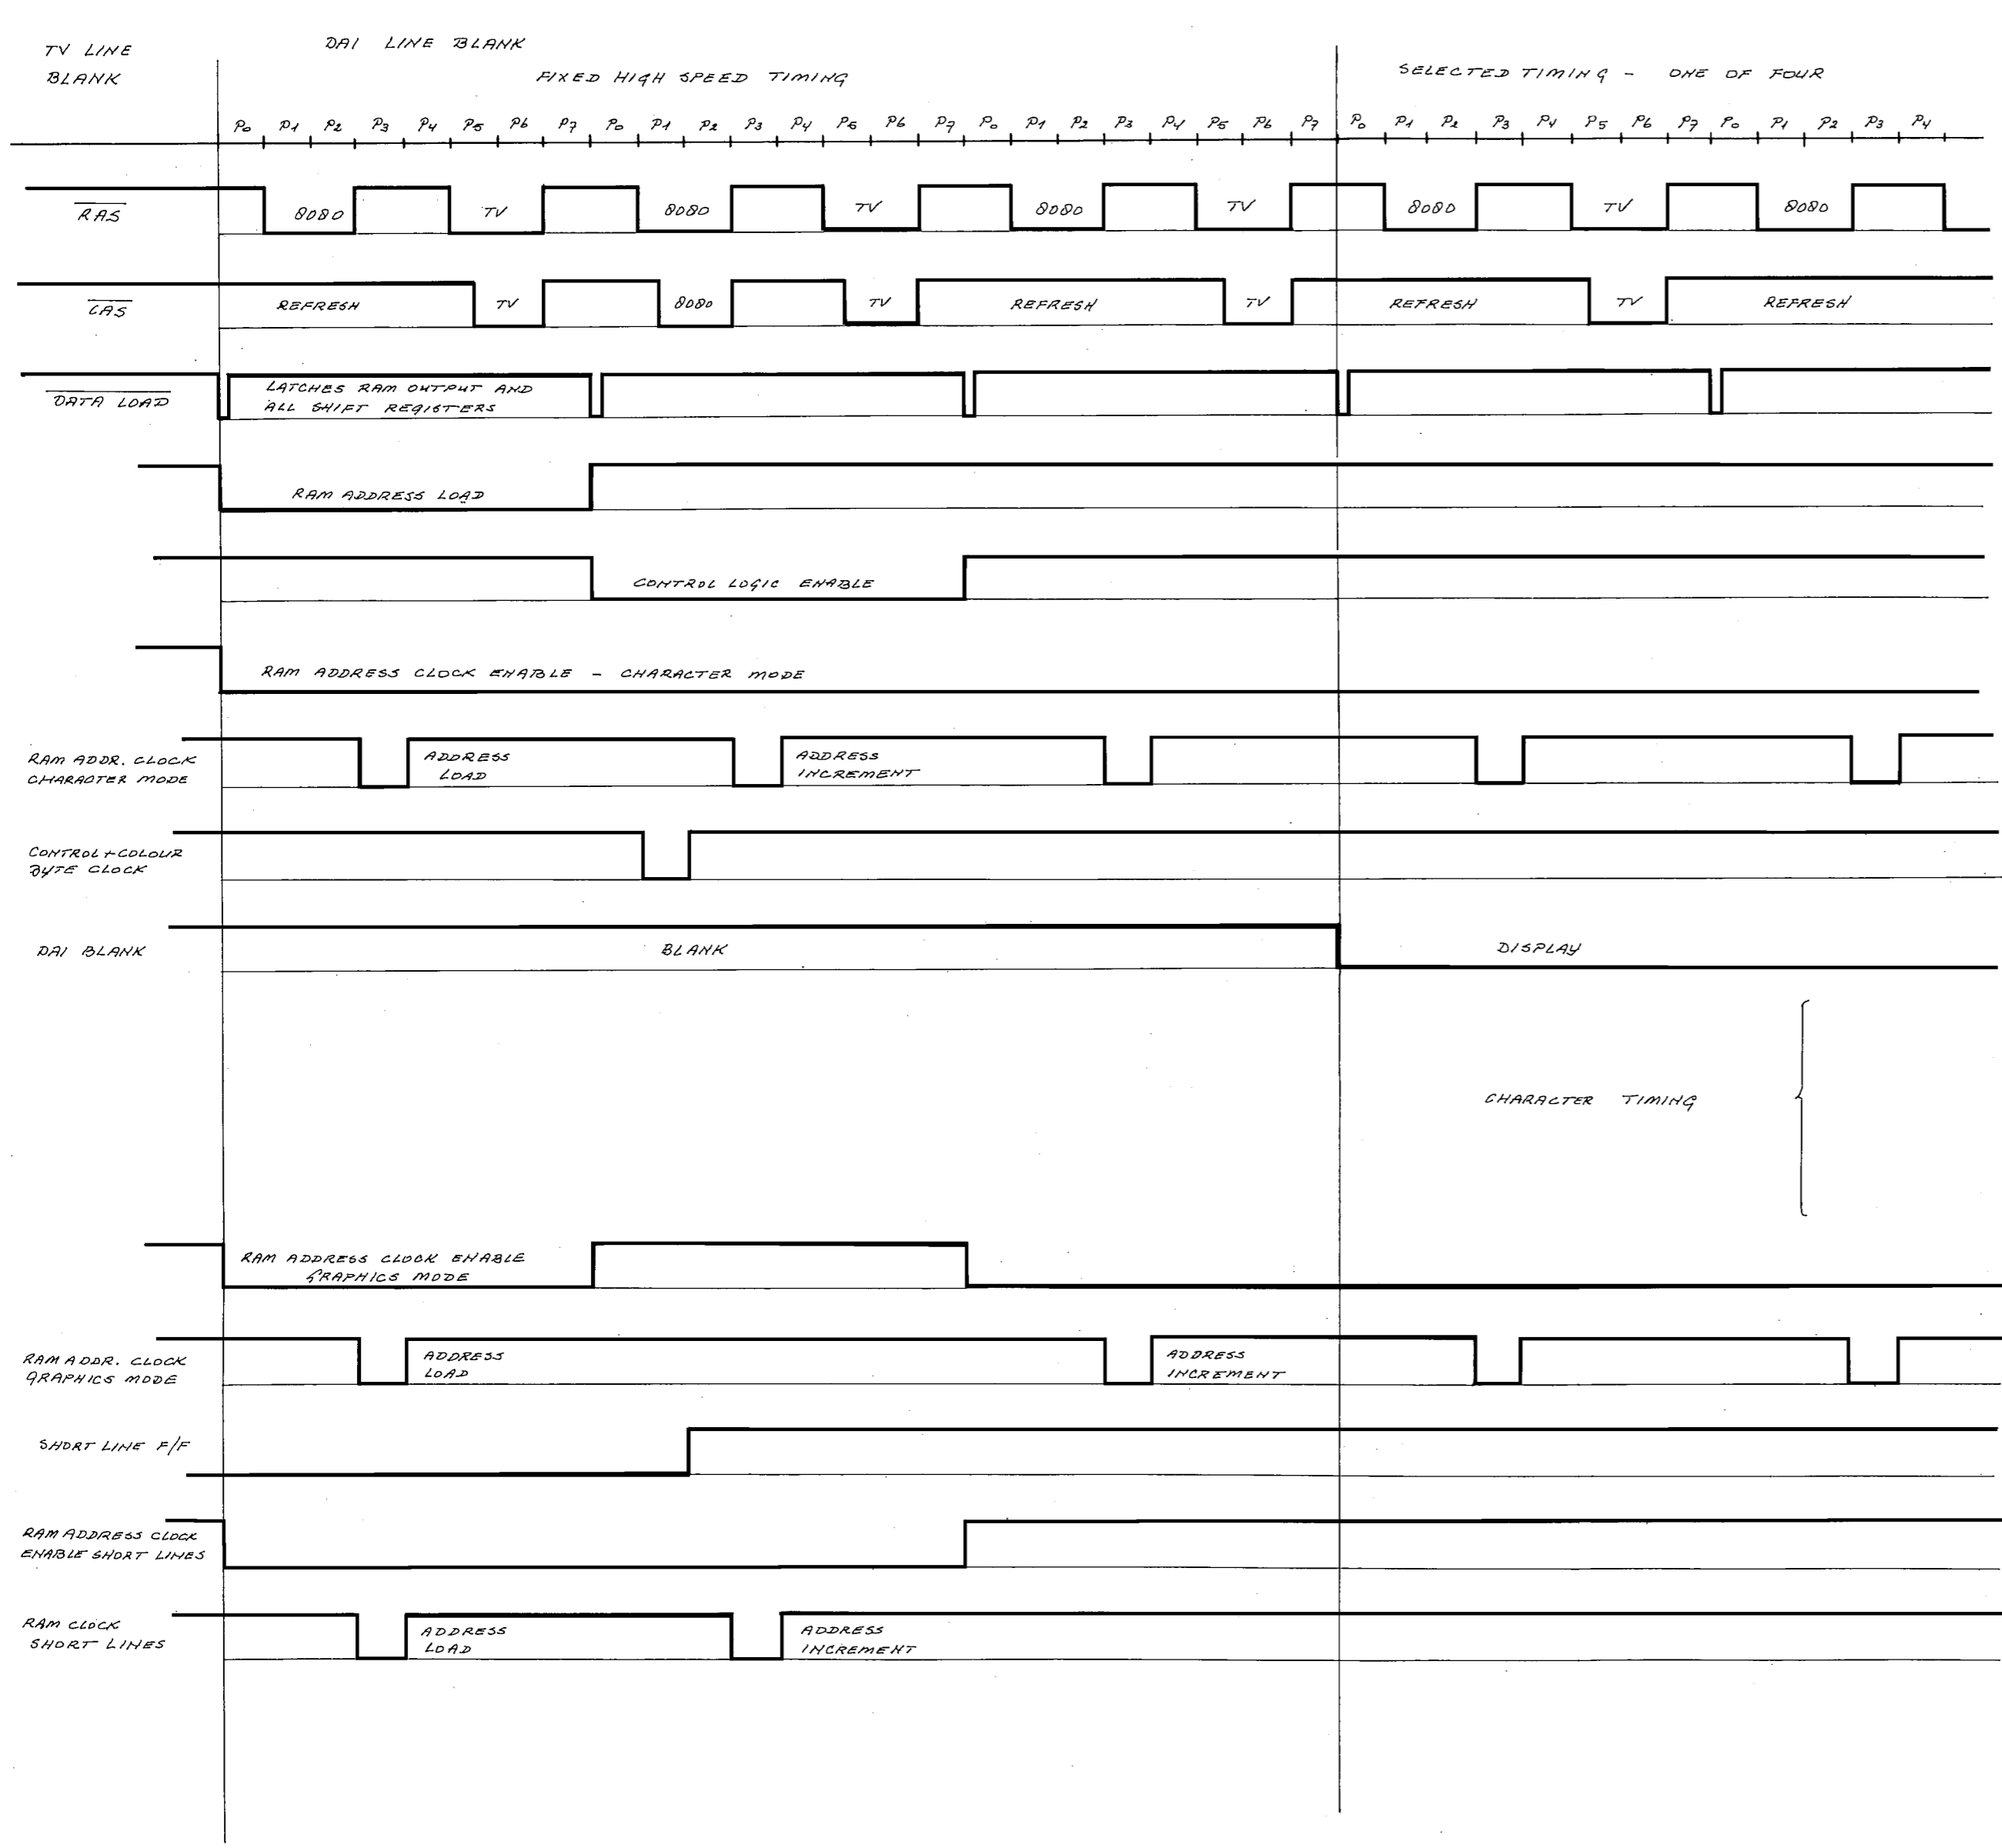 TV LINE
BLANK
DAI LINE BLANK
FIXED HIGH SPEED TIMING
SELECTED TIMING - ONE OF FOUR
P0 P1 P2 P3 P4 P5 P6 P7 P0 P1 P2 P3 P4 P5 P6 P7 P0 P1 P2 P3 P4 P5 P6 P7 P0 P1 P2 P3 P4 P5 P6 P7 P0 P1 P2 P3 P4
RAS 8080 TV 8080 TV 8080 TV 8080 TV 8080
CAS REFRESH TV 8080 TV REFRESH TV REFRESH TV REFRESH
DATA LOAD
LATCHES RAM OUTPUT AND
ALL SHIFT REGISTERS
RAM ADDRESS LOAD
CONTROL LOGIC ENABLE
RAM ADDRESS CLOCK ENABLE - CHARACTER MODE
RAM ADDR. CLOCK
CHARACTER MODE
ADDRESS
LOAD
ADDRESS
INCREMENT
CONTROL + COLOUR
BYTE CLOCK
DAI BLANK
BLANK
DISPLAY
CHARACTER TIMING
RAM ADDRESS CLOCK ENABLE
GRAPHICS MODE
RAM ADDR. CLOCK
GRAPHICS MODE
ADDRESS
LOAD
ADDRESS
INCREMENT
SHORT LINE F/F
RAM ADDRESS CLOCK
ENABLE SHORT LINES
RAM CLOCK
SHORT LINES
ADDRESS
LOAD
ADDRESS
INCREMENT